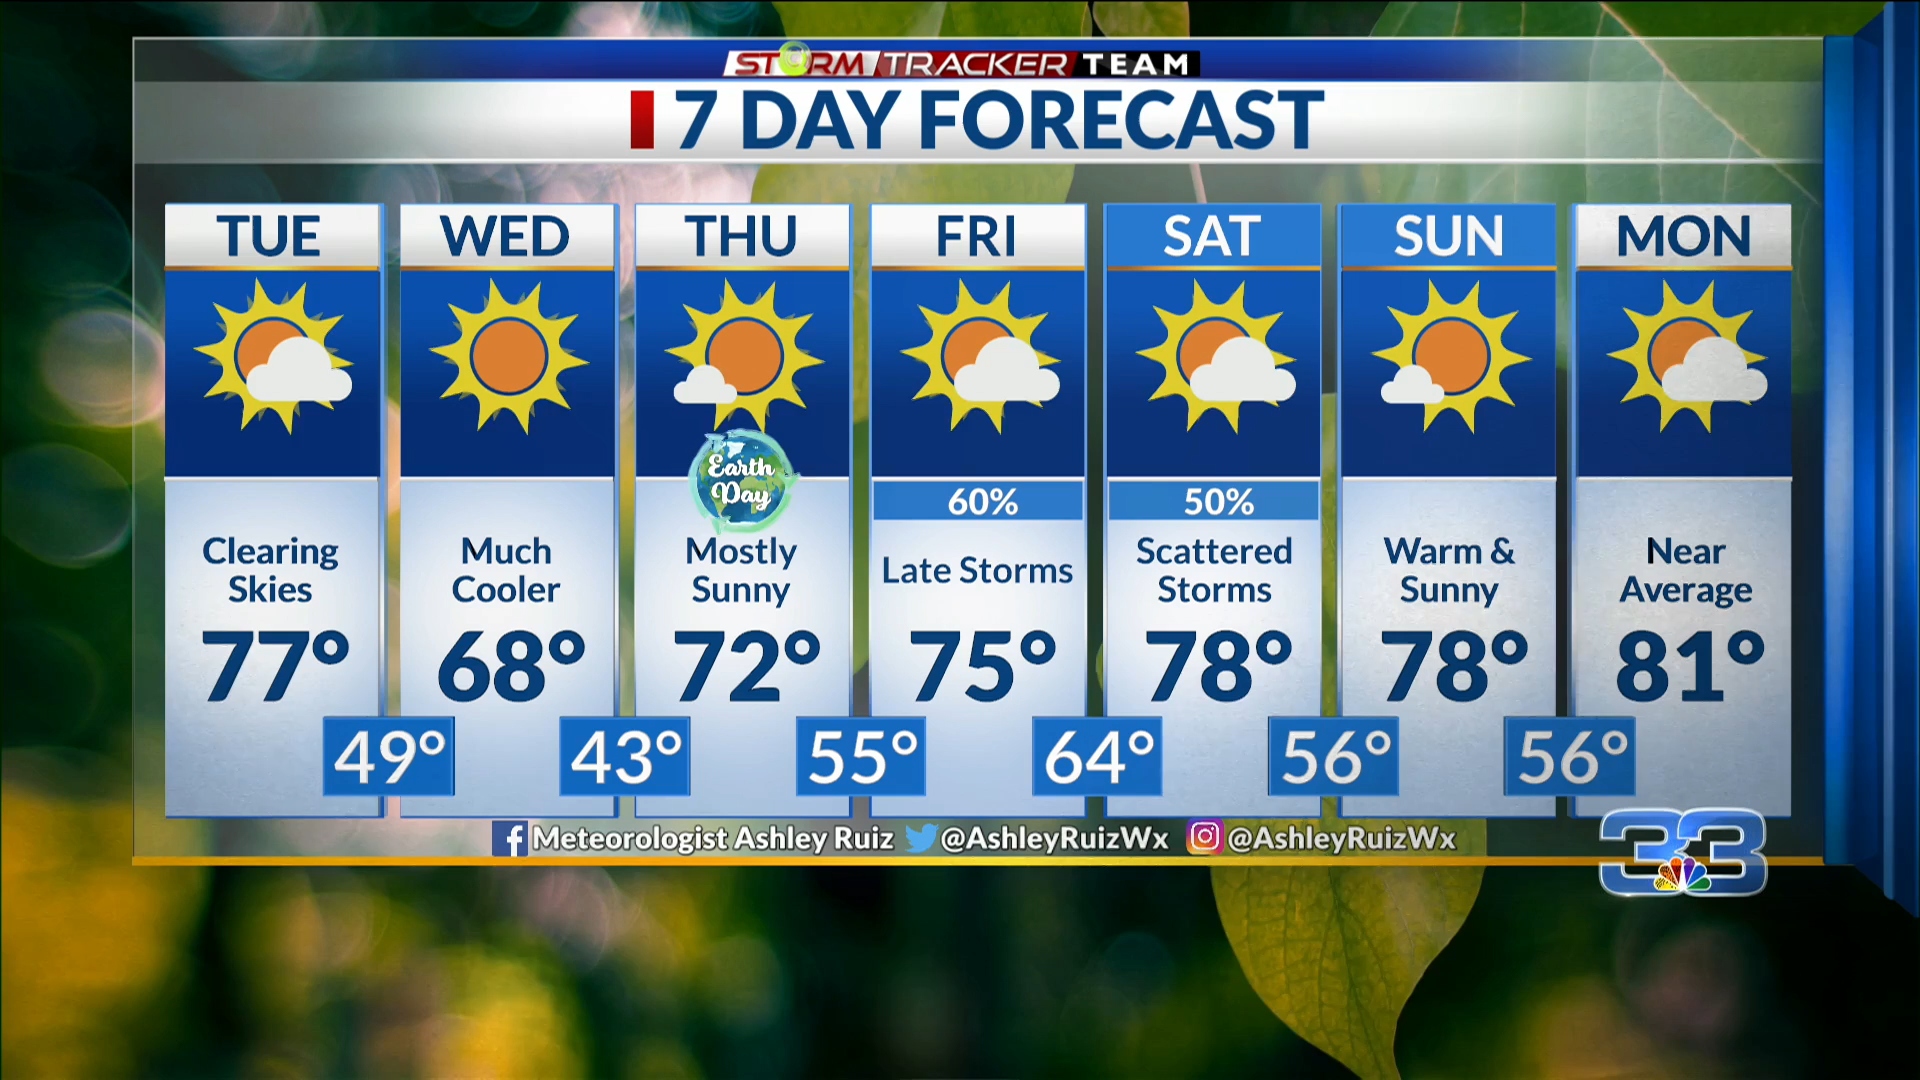 STORM TRACKER TEAM
7 DAY FORECAST
TUE
WED
THU
FRI
SAT
SUN
MON
Earth
Day
60%
50%
Clearing
Skies
Much
Cooler
Mostly
Sunny
Late Storms
Scattered
Storms
Warm &
Sunny
Near
Average
77°
68°
72°
75°
78°
78°
81°
49°
43°
55°
64°
56°
56°
Meteorologist Ashley Ruiz @AshleyRuizWx @AshleyRuizWx
33